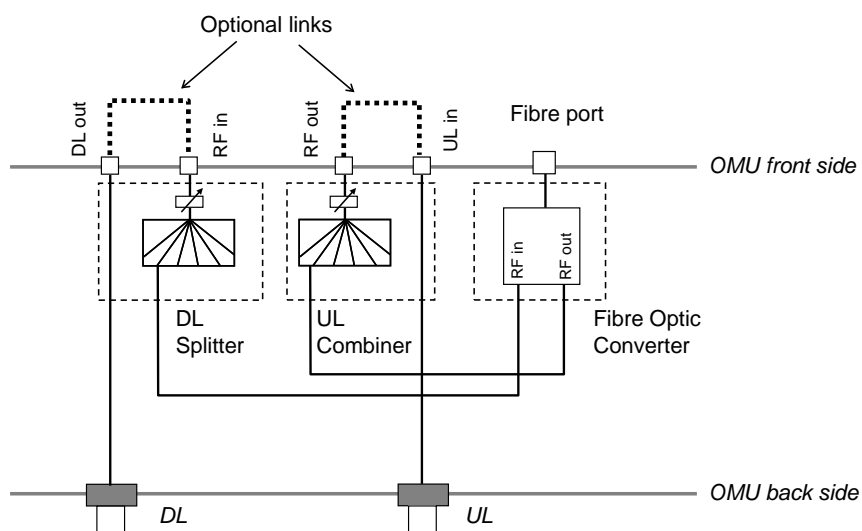 Optional links
DL out
RF in
RF out
UL in
Fibre port
OMU front side
RF in
RF out
DL
Splitter
UL
Combiner
Fibre Optic
Converter
OMU back side
DL
UL